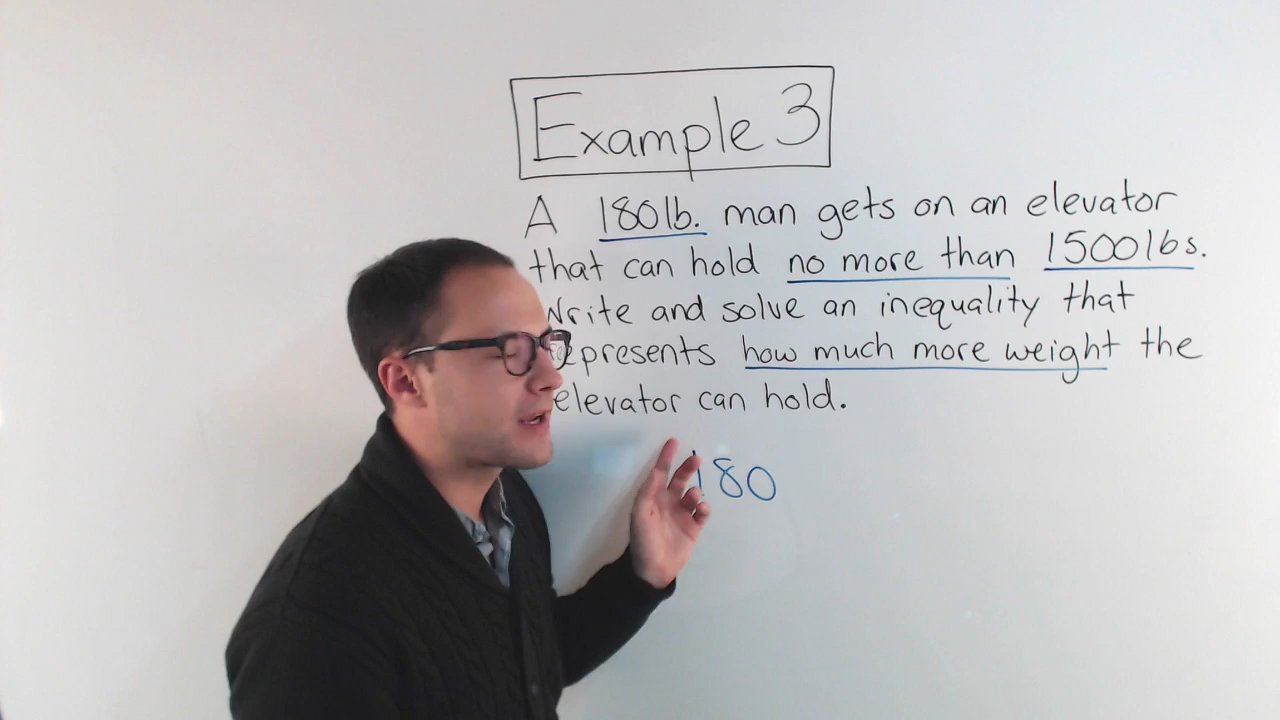 Example 3
A 180lb. man gets on an elevator
that can hold no more than 1500lbs.
Write and solve an inequality that
represents how much more weight the
elevator can hold.
180